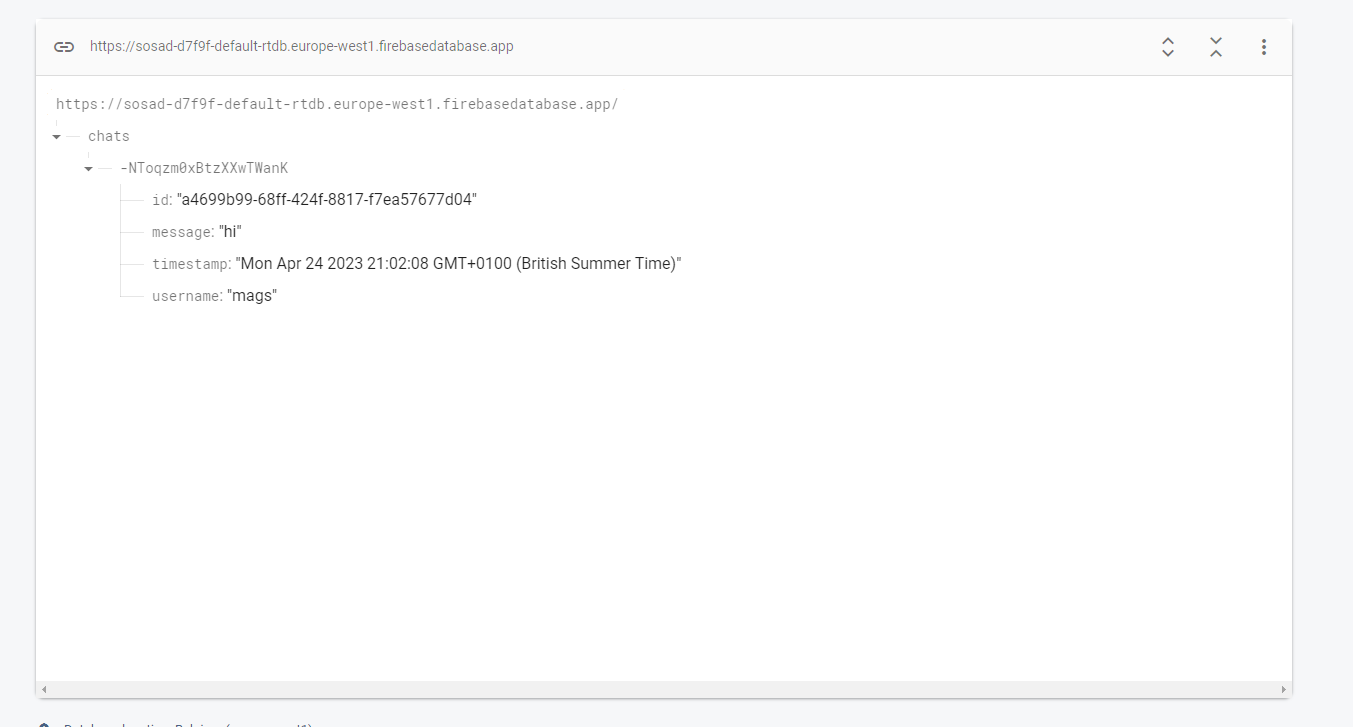 https://sosad-d7f9f-default-rtdb.europe-west1.firebasedatabase.app
https://sosad-d7f9f-default-rtdb.europe-west1.firebasedatabase.app/
chats
-NToqzm0xBtzXXwTWanK
id: "a4699b99-68ff-424f-8817-f7ea57677d04"
message: "hi"
timestamp: "Mon Apr 24 2023 21:02:08 GMT+0100 (British Summer Time)"
username: "mags"